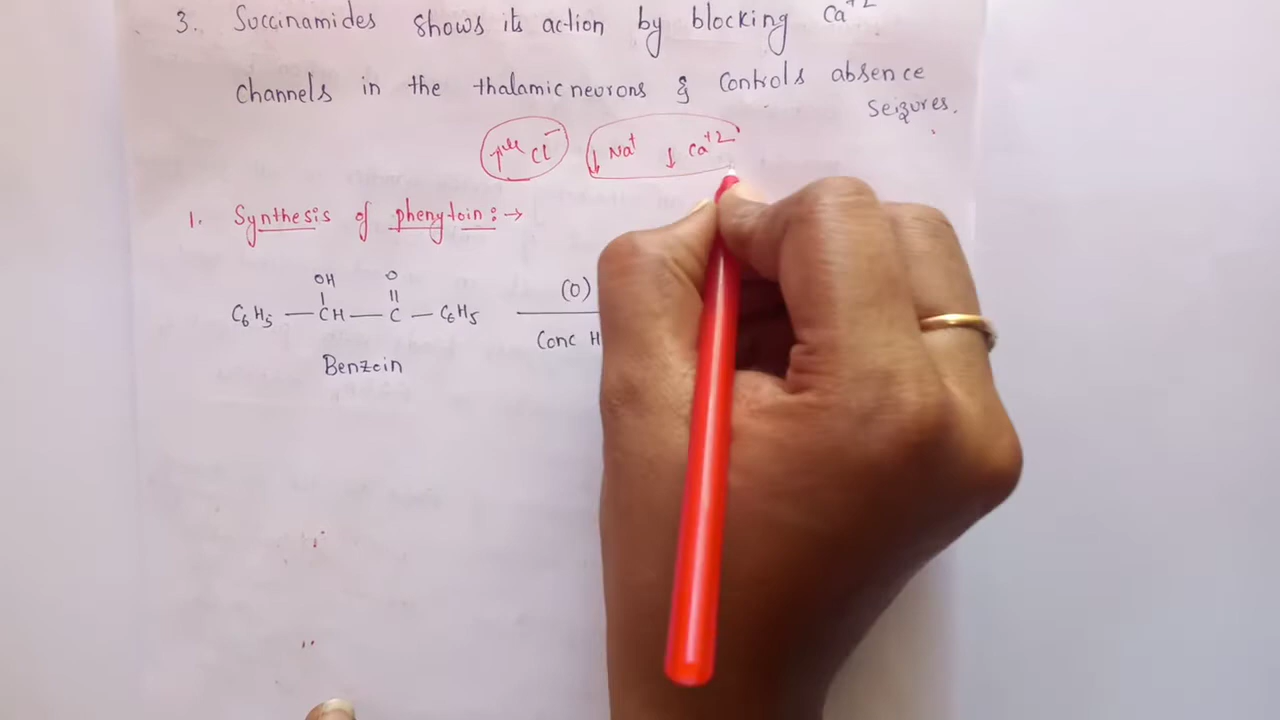 3. Succinamides shows its action by blocking Ca+2
channels in the thalamic neurons & controls absence
seizures.
Cl- ↓ Na+ ↓ Ca+2
1. Synthesis of phenytoin :→
OH O
C6H5 — CH — C — C6H5 (O)
Conc H
Benzoin